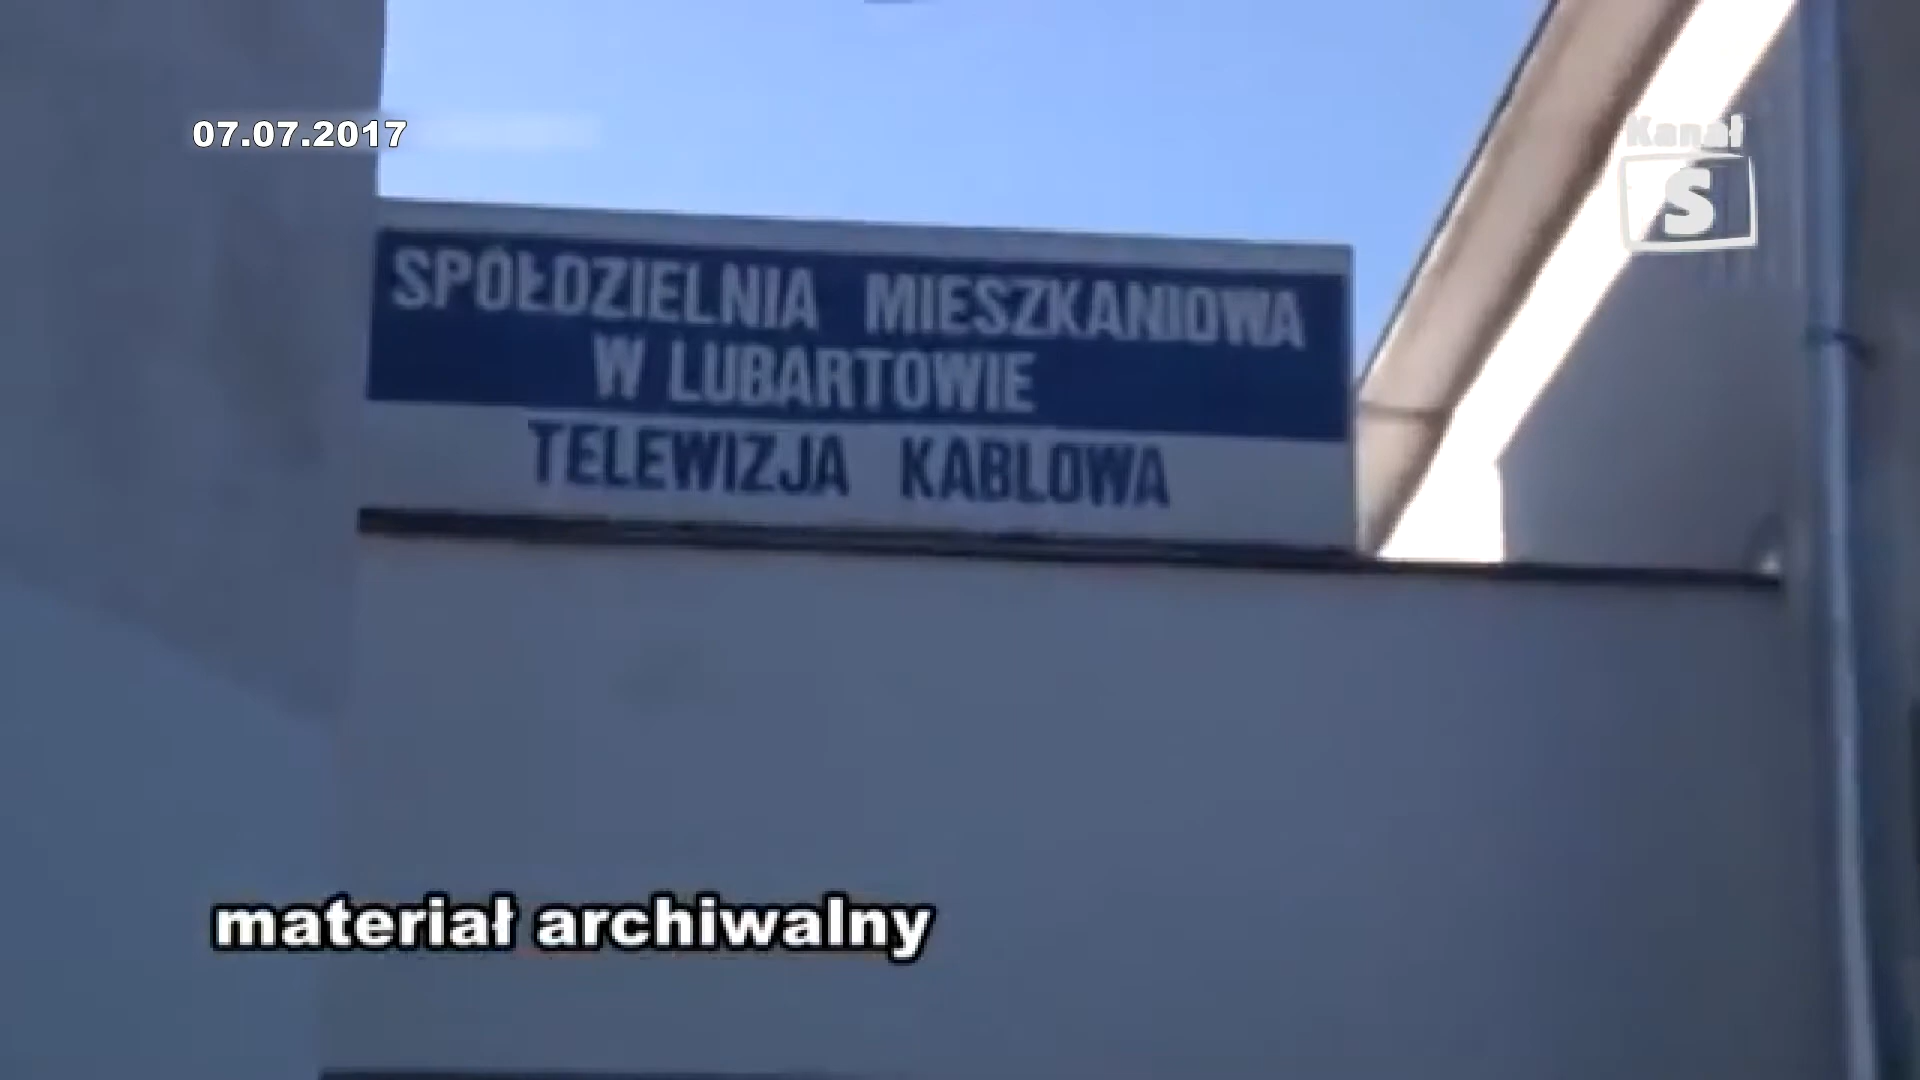 07.07.2017
Kanał
S
SPÓŁDZIELNIA MIESZKANIOWA
W LUBARTOWIE
TELEWIZJA KABLOWA
materiał archiwalny